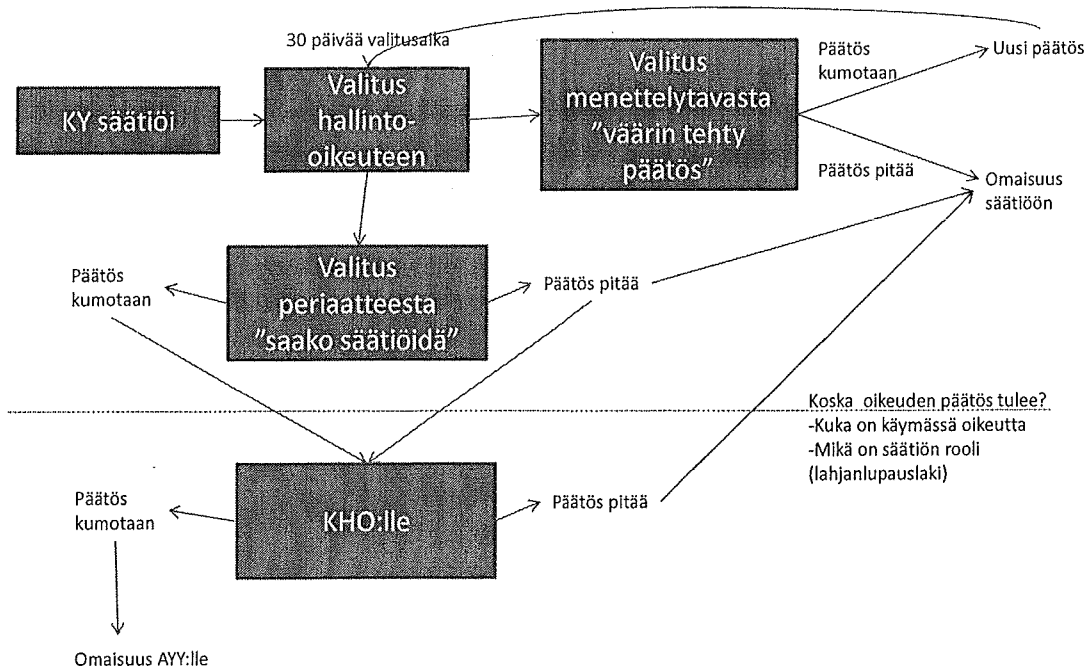 30 päivää valitusaika
KY säätiöi
Valitus
hallinto-
oikeuteen
Valitus
menettelytavasta
”väärin tehty
päätös”
Päätös
kumotaan
Uusi päätös
Päätös pitää
Omaisuus
säätiöön
Päätös
kumotaan
Valitus
periaatteesta
”saako säätiöidä”
Päätös pitää
Koska oikeuden päätös tulee?
-Kuka on käymässä oikeutta
-Mikä on säätiön rooli
(lahjanlupauslaki)
Päätös
kumotaan
KHO:lle
Päätös pitää
Omaisuus AYY:lle